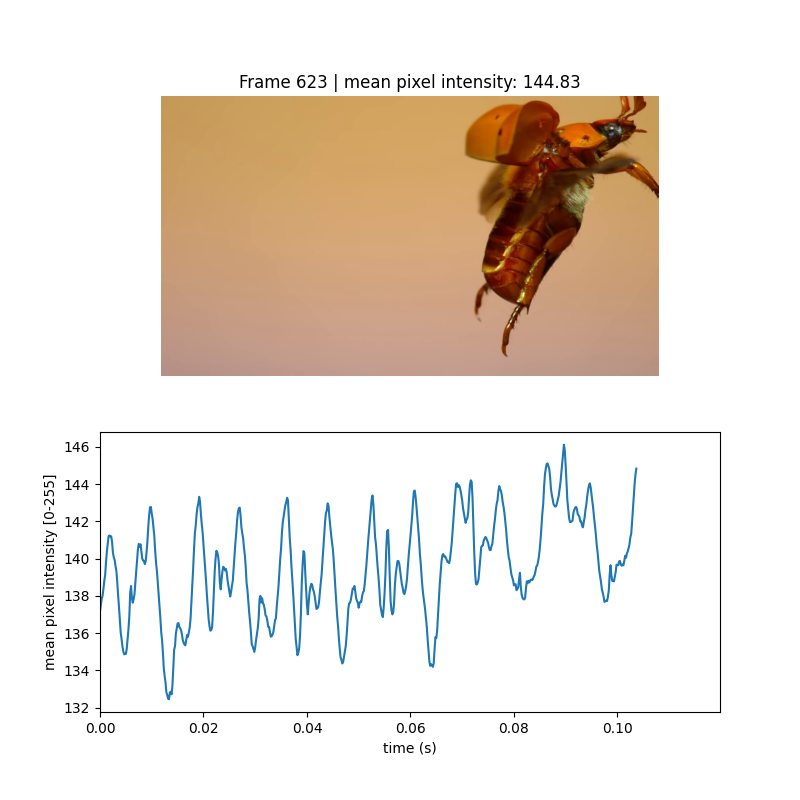 Frame 623 | mean pixel intensity: 144.83
146
144
142
140
138
136
134
132
mean pixel intensity [0-255]
0.00 0.02 0.04 0.06 0.08 0.10
time (s)